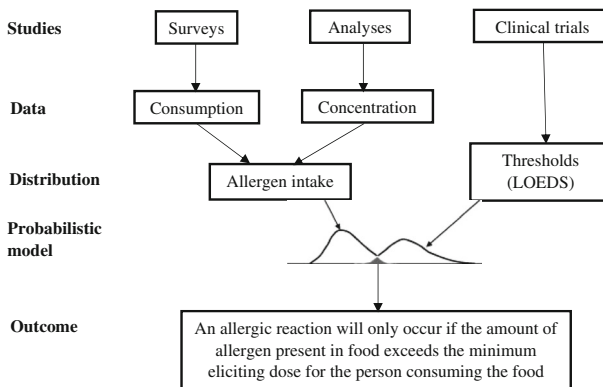 Studies
Surveys
Analyses
Clinical trials
Data
Consumption
Concentration
Distribution
Allergen intake
Thresholds
(LOEDS)
Probabilistic
model
Outcome
An allergic reaction will only occur if the amount of
allergen present in food exceeds the minimum
eliciting dose for the person consuming the food